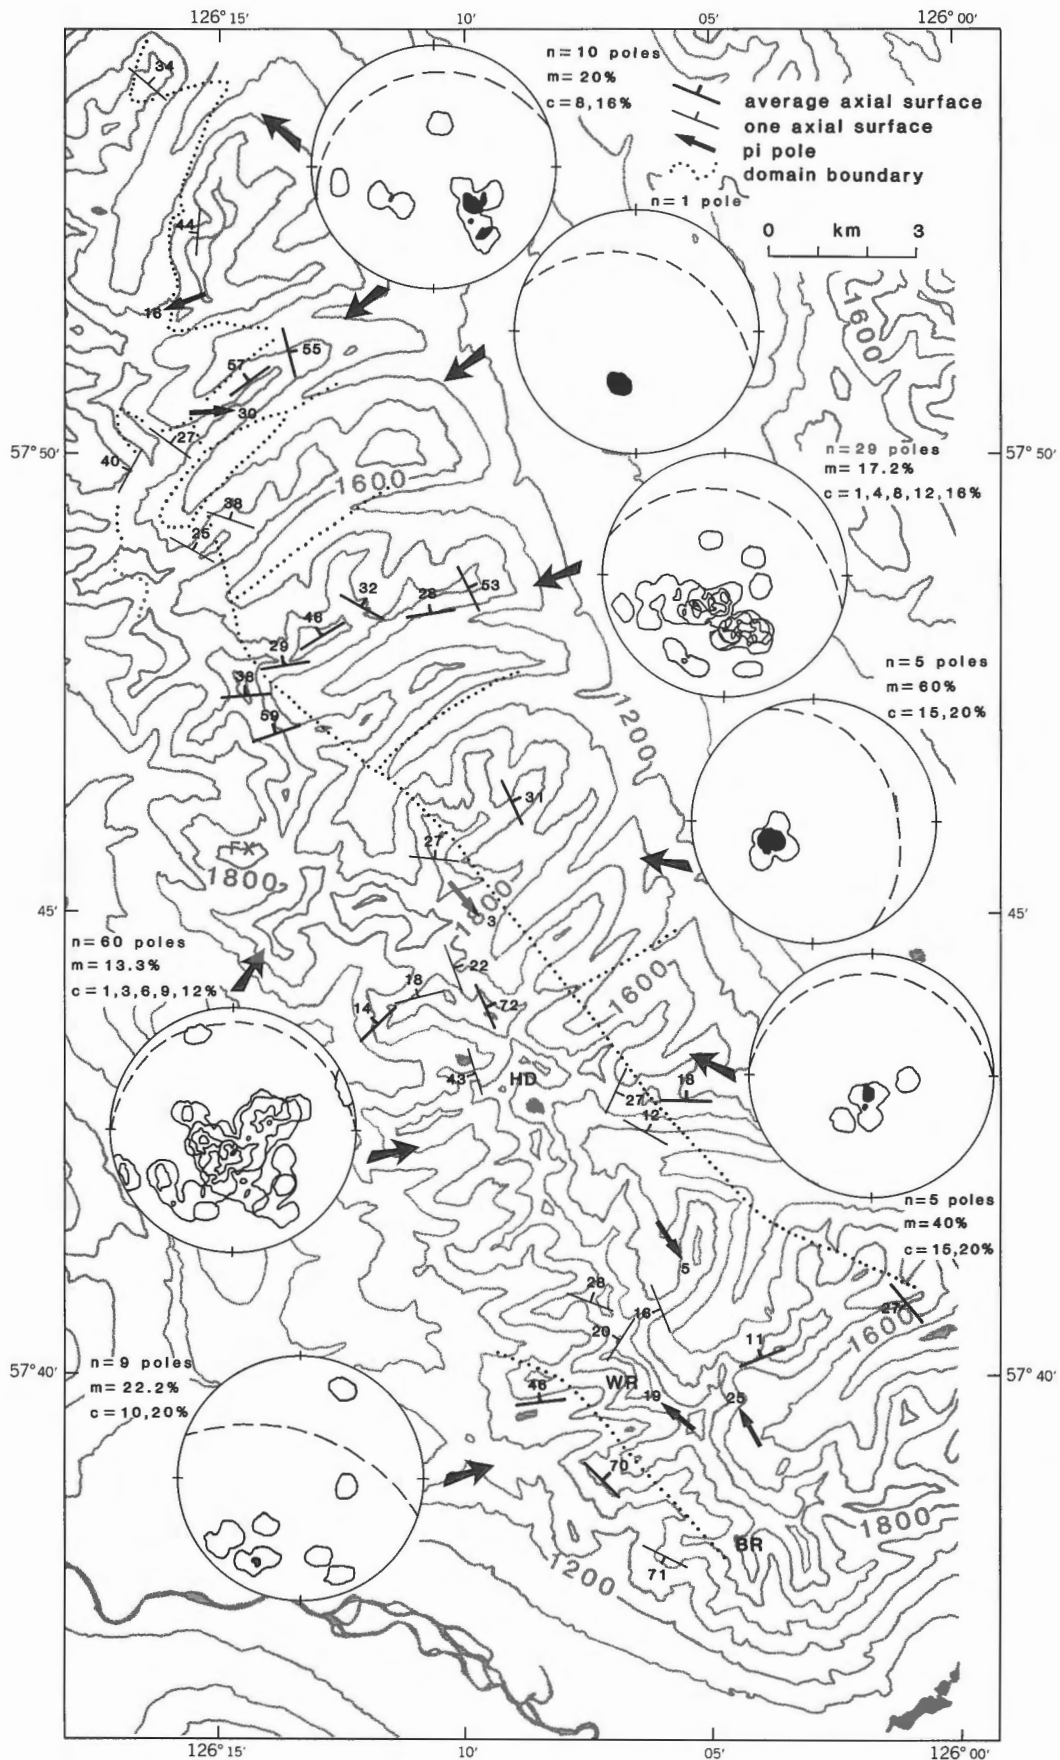 126° 15′ 10′ 05′ 126° 00′
n=10 poles
m=20%
c=8,16%
average axial surface
one axial surface
pi pole
domain boundary
n=1 pole
0 km 3
34
44
16
1600
55
57
30
27
40
57° 50′
57° 50′
1600
n=29 poles
m=17.2%
c=1,4,8,12,16%
38
25
32
28
53
46
29
38
59
n=5 poles
m=60%
c=15,20%
1200
31
27
FX
1800
1800
3
45′
45′
n=60 poles
m=13.3%
c=1,3,6,9,12%
22
18
14
72
1600
43
HD
18
27
12
n=5 poles
m=40%
c=15,20%
5
28
16
20
27
11
1600
57° 40′
57° 40′
n=9 poles
m=22.2%
c=10,20%
46
WR
19
25
70
1800
BR
71
1200
126° 15′ 10′ 05′ 126° 00′